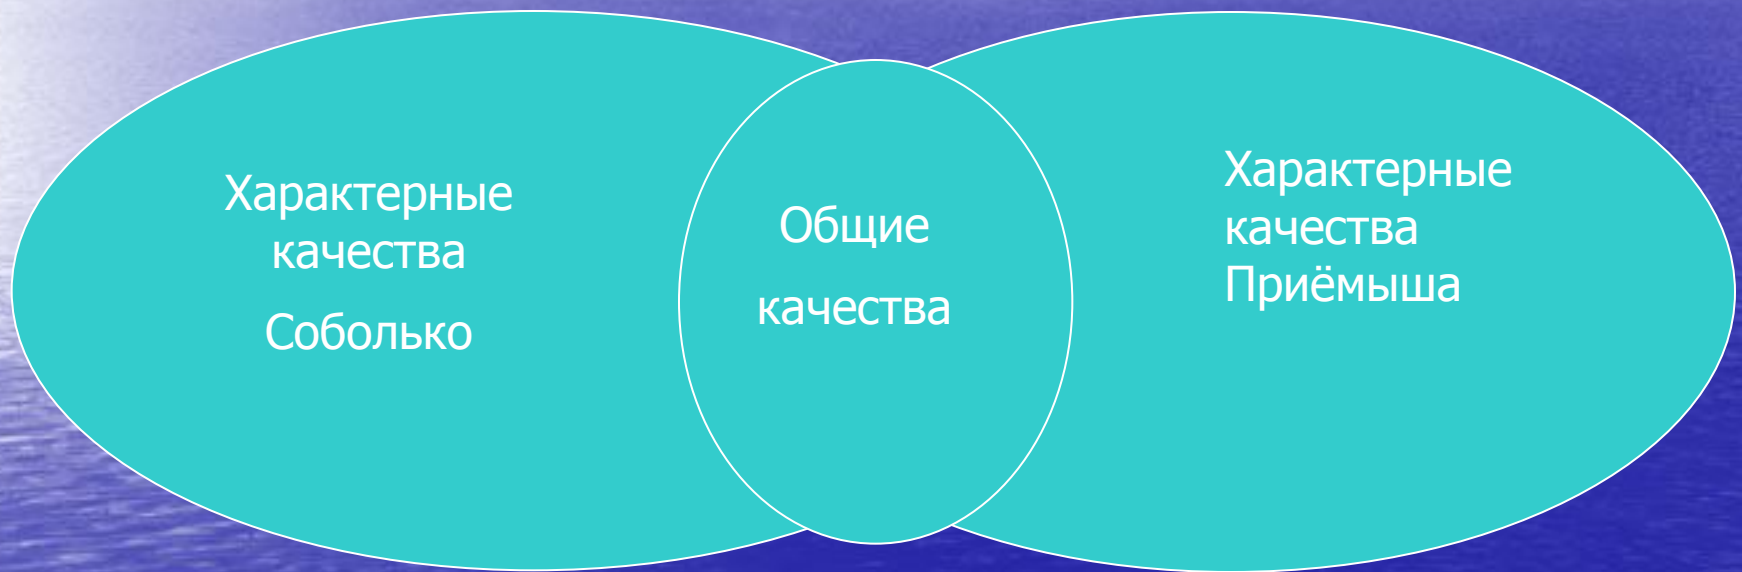 Характерные
качества
Соболько
Общие
качества
Характерные
качества
Приёмыша